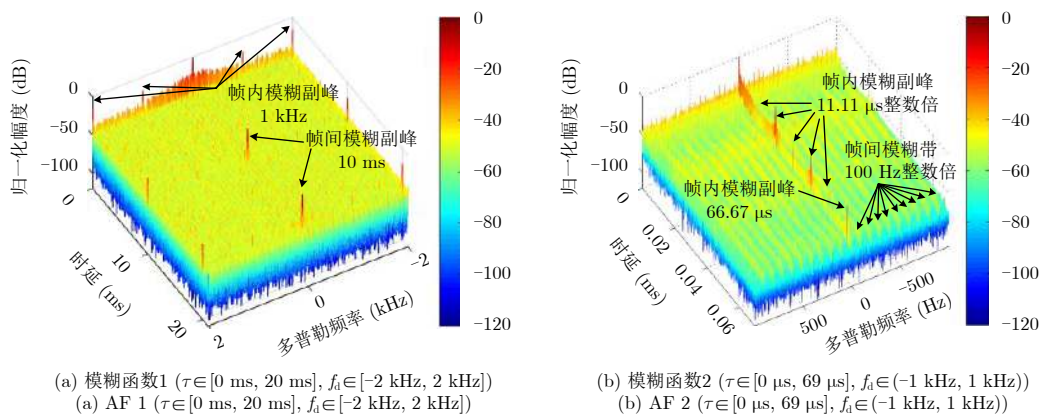 0
−50
−100
归一化幅度 (dB)
帧内模糊副峰
1 kHz
帧间模糊副峰
10 ms
0
10
20
时延 (ms)
2
0
−2
多普勒频率 (kHz)
0
−20
−40
−60
−80
−100
−120
(a) 模糊函数1 (τ∈[0 ms, 20 ms], fd∈[−2 kHz, 2 kHz])
(a) AF 1 (τ∈[0 ms, 20 ms], fd∈[−2 kHz, 2 kHz])
0
−50
−100
归一化幅度 (dB)
帧内模糊副峰
11.11 μs整数倍
帧间模糊带
100 Hz整数倍
帧内模糊副峰
66.67 μs
0
0.02
0.04
0.06
时延 (ms)
500
0
−500
多普勒频率 (Hz)
0
−20
−40
−60
−80
−100
−120
(b) 模糊函数2 (τ∈[0 μs, 69 μs], fd∈(−1 kHz, 1 kHz))
(b) AF 2 (τ∈[0 μs, 69 μs], fd∈(−1 kHz, 1 kHz))